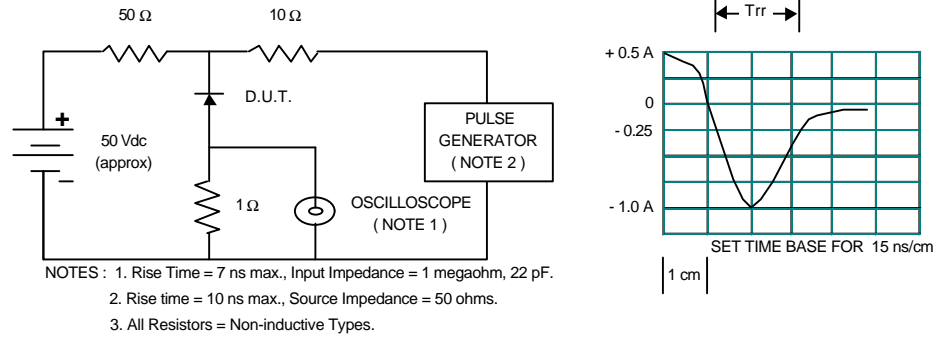 50 Ω
10 Ω
D.U.T.
+
50 Vdc
(approx)
−
1 Ω
OSCILLOSCOPE
( NOTE 1 )
PULSE
GENERATOR
( NOTE 2 )
NOTES : 1. Rise Time = 7 ns max., Input Impedance = 1 megaohm, 22 pF.
2. Rise time = 10 ns max., Source Impedance = 50 ohms.
3. All Resistors = Non-inductive Types.
Trr
+ 0.5 A
0
- 0.25
- 1.0 A
SET TIME BASE FOR 15 ns/cm
1 cm